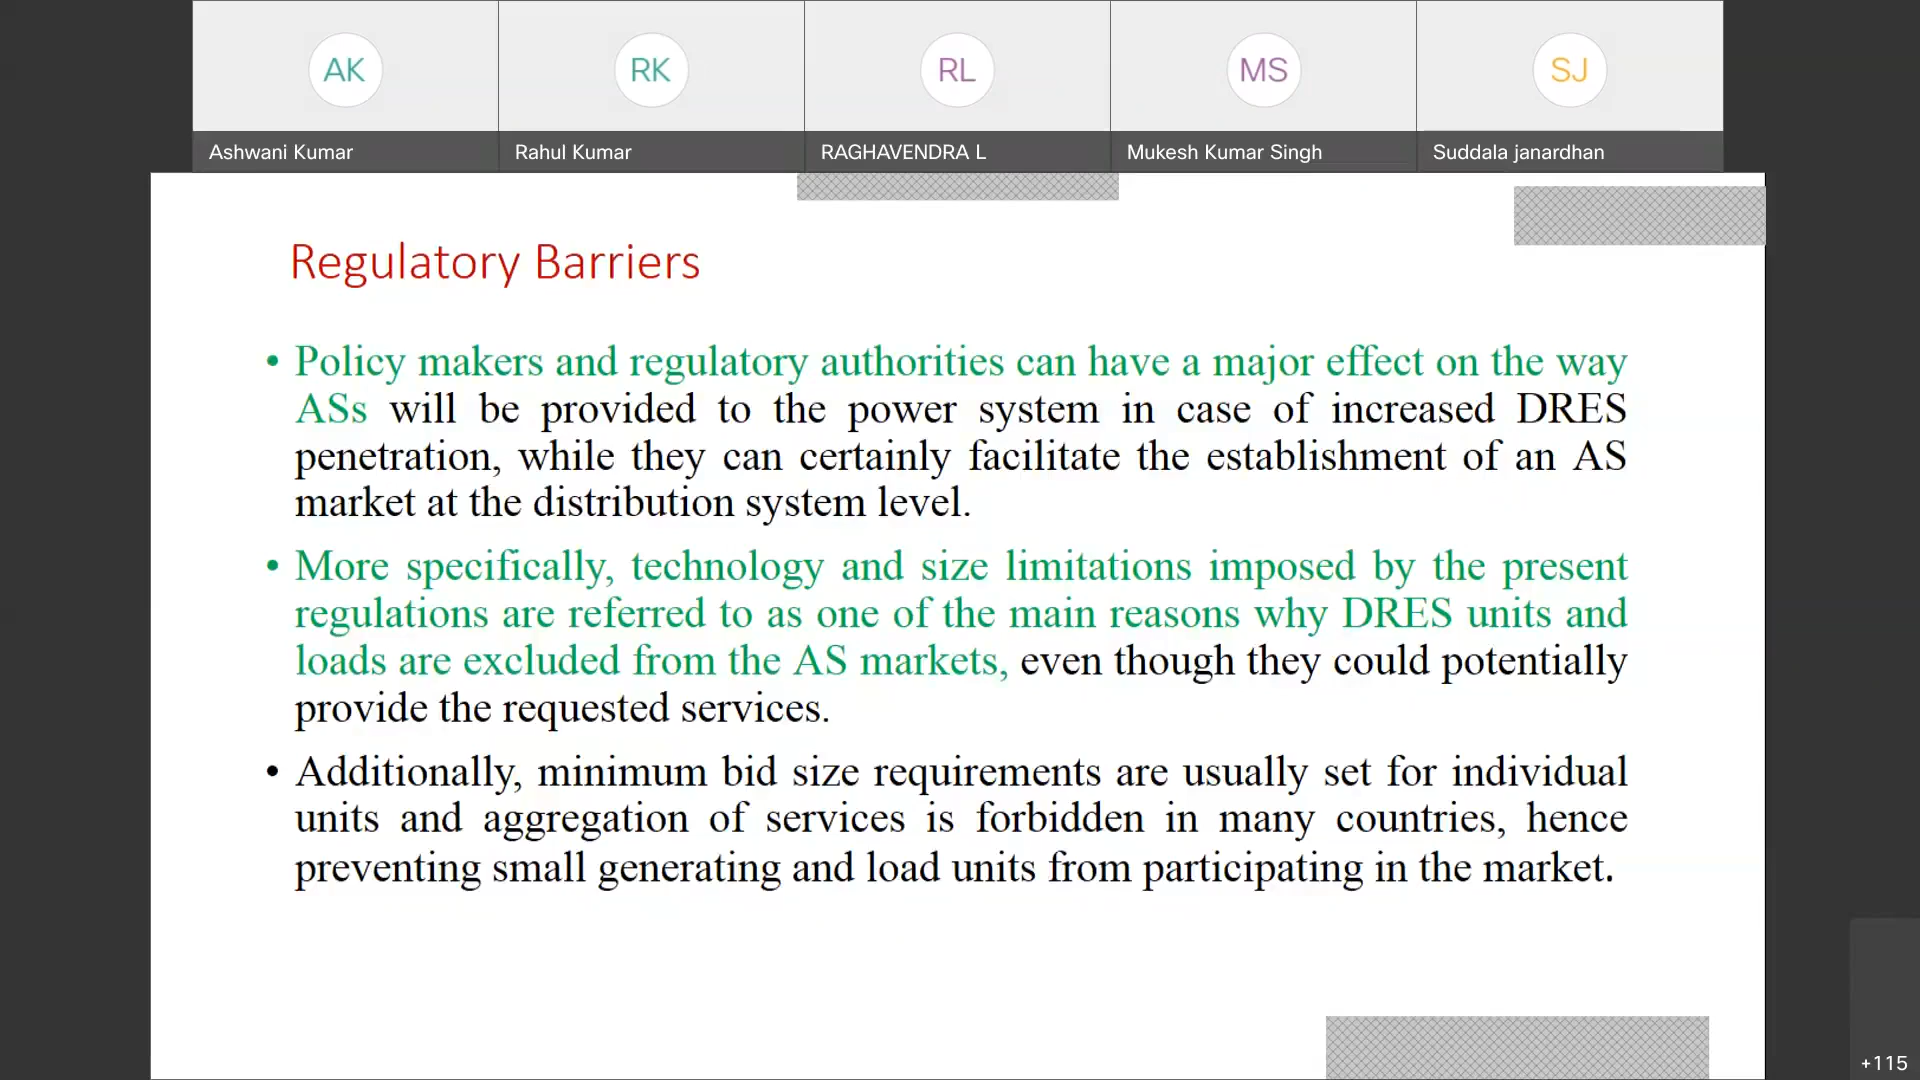 AK
RK
RL
MS
SJ
Ashwani Kumar
Rahul Kumar
RAGHAVENDRA L
Mukesh Kumar Singh
Suddala janardhan
Regulatory Barriers
• Policy makers and regulatory authorities can have a major effect on the way
ASs will be provided to the power system in case of increased DRES
penetration, while they can certainly facilitate the establishment of an AS
market at the distribution system level.
• More specifically, technology and size limitations imposed by the present
regulations are referred to as one of the main reasons why DRES units and
loads are excluded from the AS markets, even though they could potentially
provide the requested services.
• Additionally, minimum bid size requirements are usually set for individual
units and aggregation of services is forbidden in many countries, hence
preventing small generating and load units from participating in the market.
+115